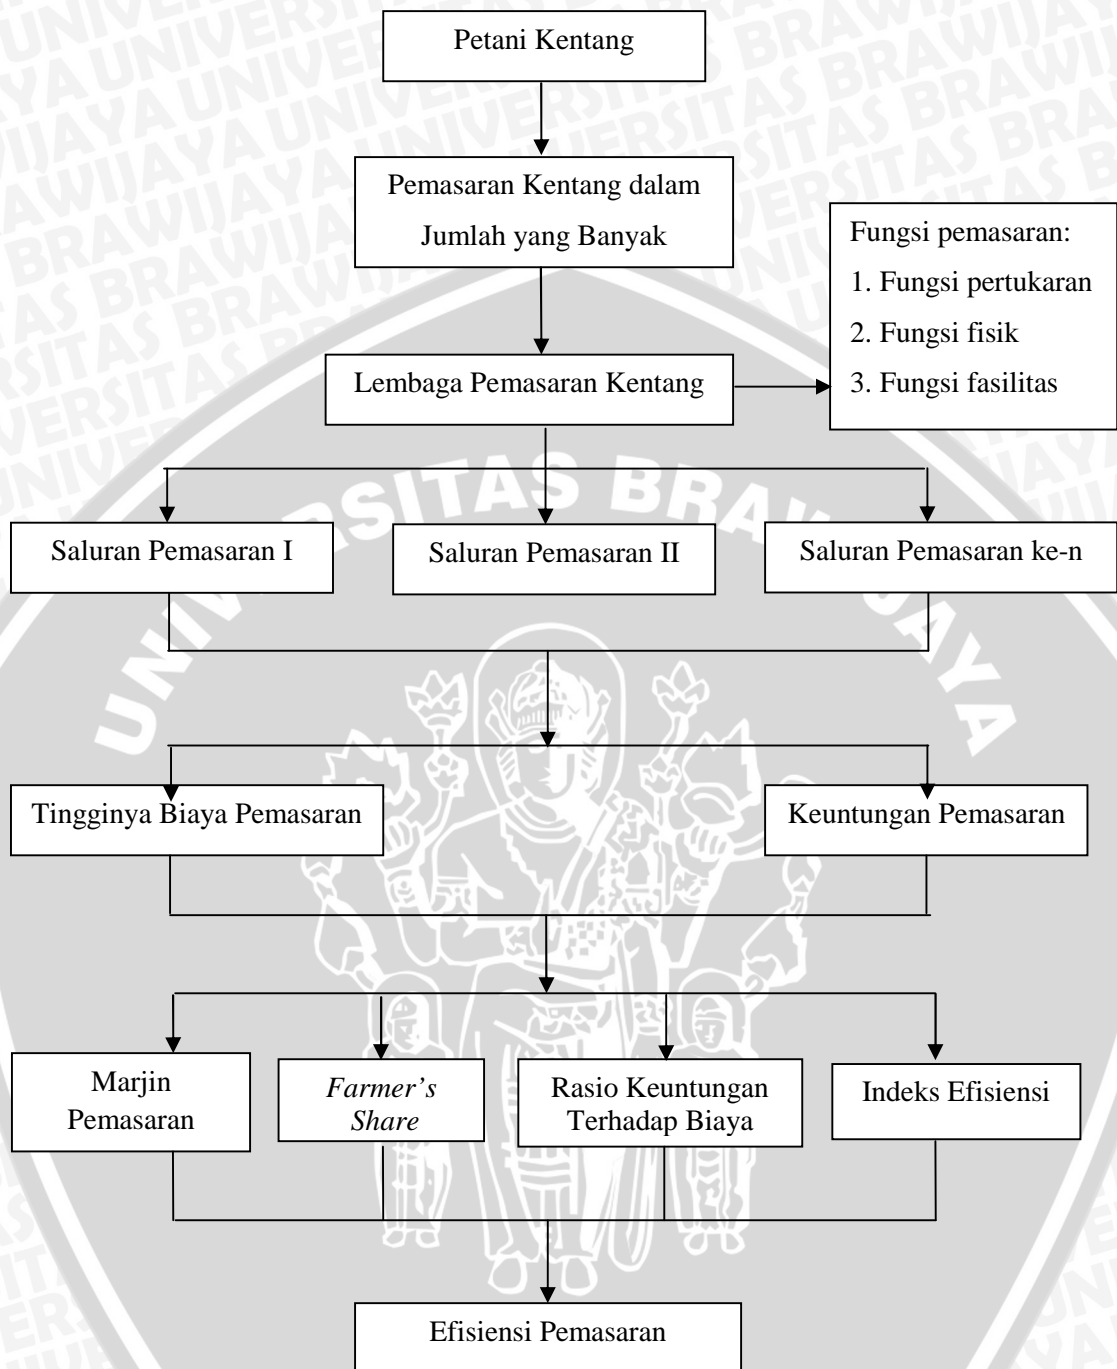 Petani Kentang
Pemasaran Kentang dalam
Jumlah yang Banyak
Fungsi pemasaran:
1. Fungsi pertukaran
2. Fungsi fisik
3. Fungsi fasilitas
Lembaga Pemasaran Kentang
UNIVERSITAS BRAWIJAYA
Saluran Pemasaran I
Saluran Pemasaran II
Saluran Pemasaran ke-n
Tingginya Biaya Pemasaran
Keuntungan Pemasaran
Marjin
Pemasaran
Farmer’s
Share
Rasio Keuntungan
Terhadap Biaya
Indeks Efisiensi
Efisiensi Pemasaran